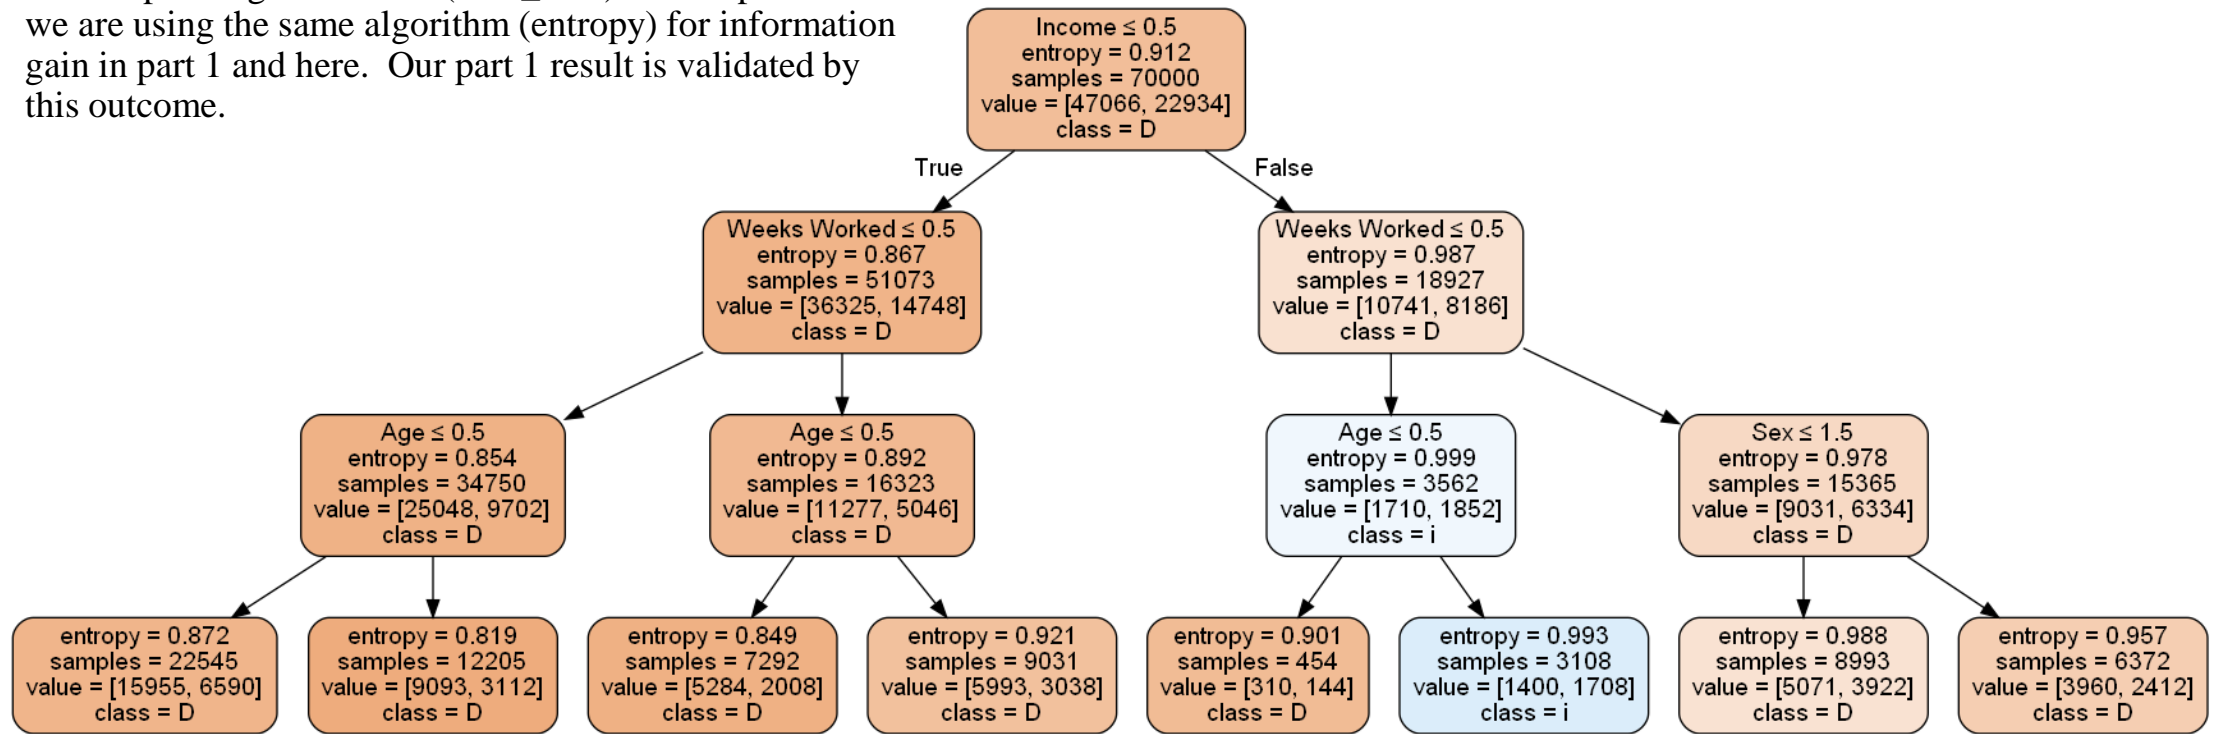 we are using the same algorithm (entropy) for information
gain in part 1 and here.  Our part 1 result is validated by
this outcome.
Income ≤ 0.5
entropy = 0.912
samples = 70000
value = [47066, 22934]
class = D
True
False
Weeks Worked ≤ 0.5
entropy = 0.867
samples = 51073
value = [36325, 14748]
class = D
Weeks Worked ≤ 0.5
entropy = 0.987
samples = 18927
value = [10741, 8186]
class = D
Age ≤ 0.5
entropy = 0.854
samples = 34750
value = [25048, 9702]
class = D
Age ≤ 0.5
entropy = 0.892
samples = 16323
value = [11277, 5046]
class = D
Age ≤ 0.5
entropy = 0.999
samples = 3562
value = [1710, 1852]
class = i
Sex ≤ 1.5
entropy = 0.978
samples = 15365
value = [9031, 6334]
class = D
entropy = 0.872
samples = 22545
value = [15955, 6590]
class = D
entropy = 0.819
samples = 12205
value = [9093, 3112]
class = D
entropy = 0.849
samples = 7292
value = [5284, 2008]
class = D
entropy = 0.921
samples = 9031
value = [5993, 3038]
class = D
entropy = 0.901
samples = 454
value = [310, 144]
class = D
entropy = 0.993
samples = 3108
value = [1400, 1708]
class = i
entropy = 0.988
samples = 8993
value = [5071, 3922]
class = D
entropy = 0.957
samples = 6372
value = [3960, 2412]
class = D